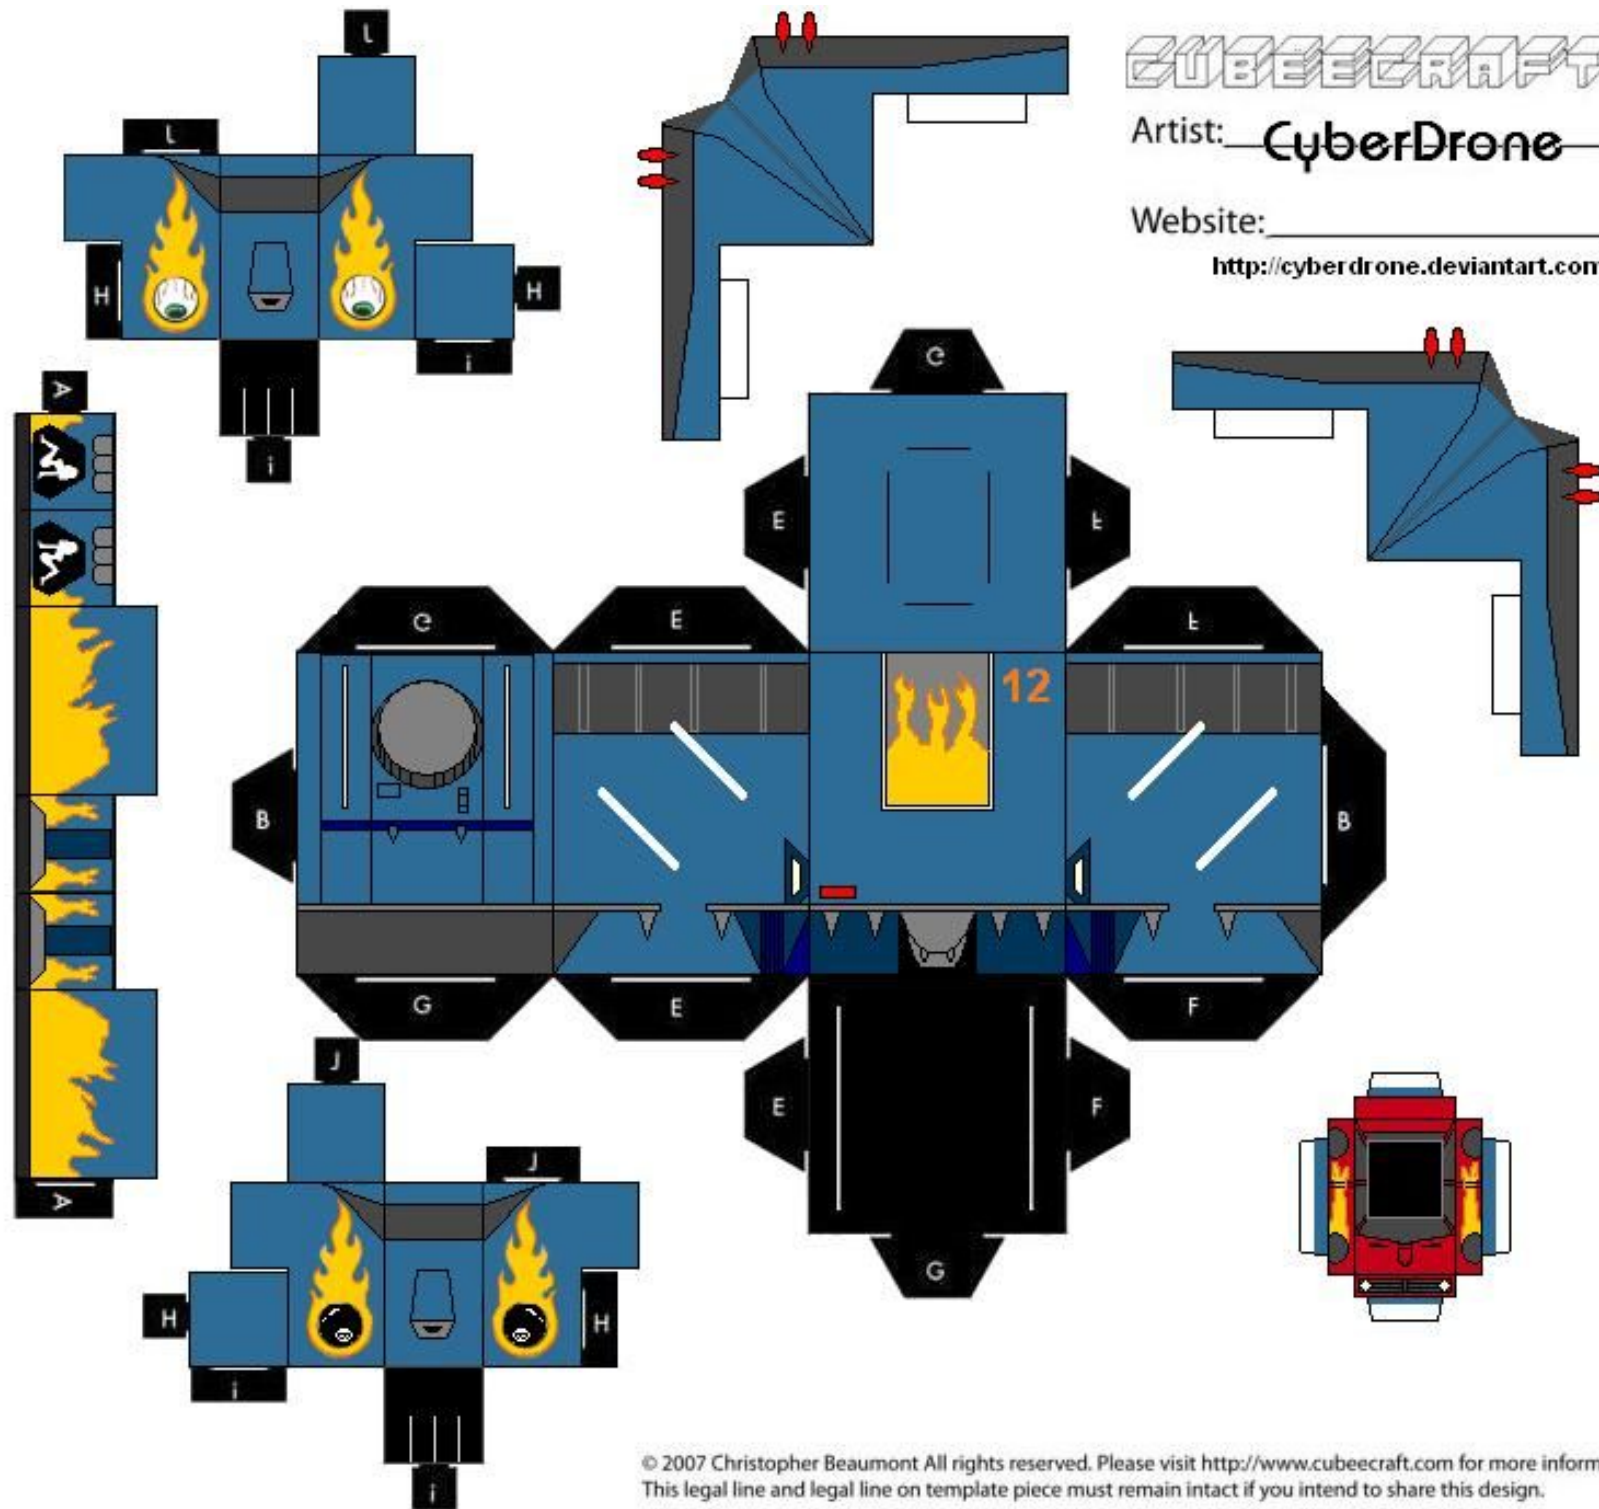 CUBEECRAFT
Artist: CyberDrone
Website:
http://cyberdrone.deviantart.com
l
l
H
H
i
i
A
G
E
F
G
E
F
12
B
B
G
E
F
E
F
G
A
J
J
H
H
i
i
© 2007 Christopher Beaumont All rights reserved. Please visit http://www.cubeecraft.com for more inform
This legal line and legal line on template piece must remain intact if you intend to share this design.